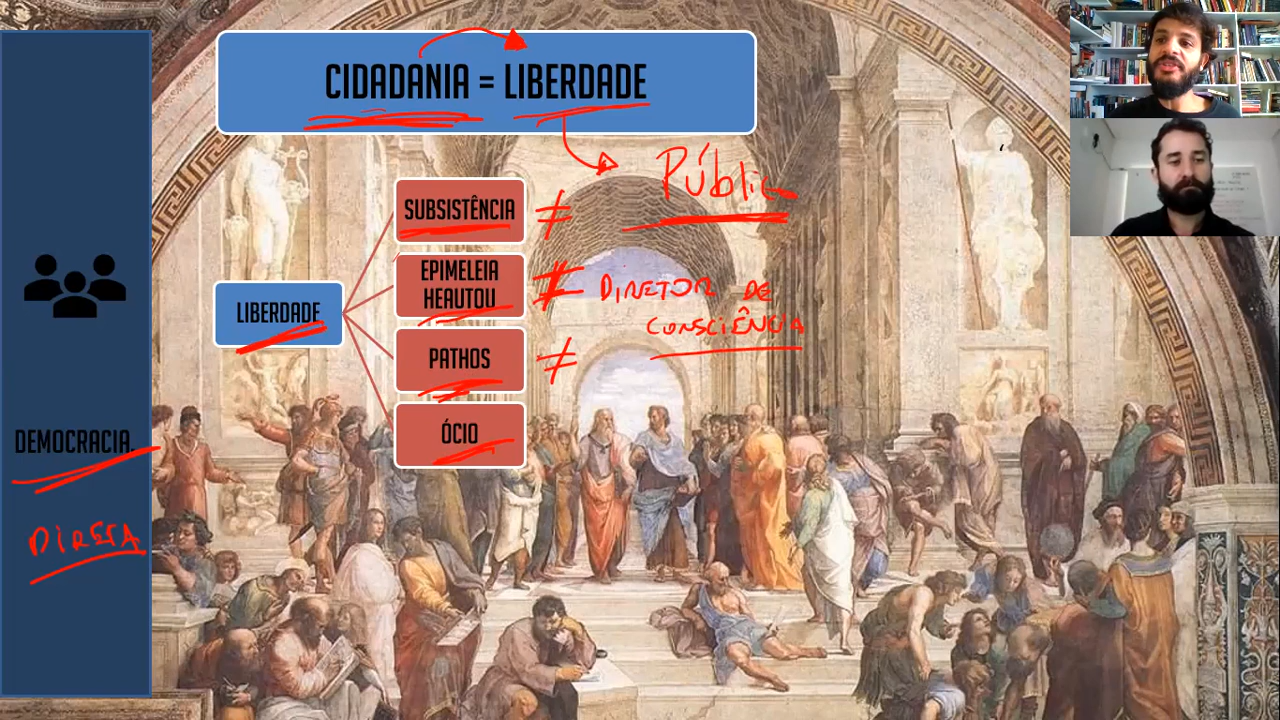 CIDADANIA = LIBERDADE
Públic
SUBSISTÊNCIA ≠
EPIMELEIA
HEAUTOU ≠ DIRETOR DE
CONSCIÊNCIA
LIBERDADE
PATHOS ≠
ÓCIO
DEMOCRACIA.
DIRETA